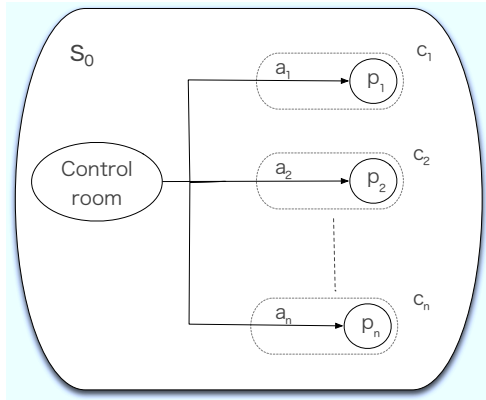 S₀
a₁
p₁
c₁
Control
room
a₂
p₂
c₂
aₙ
pₙ
cₙ